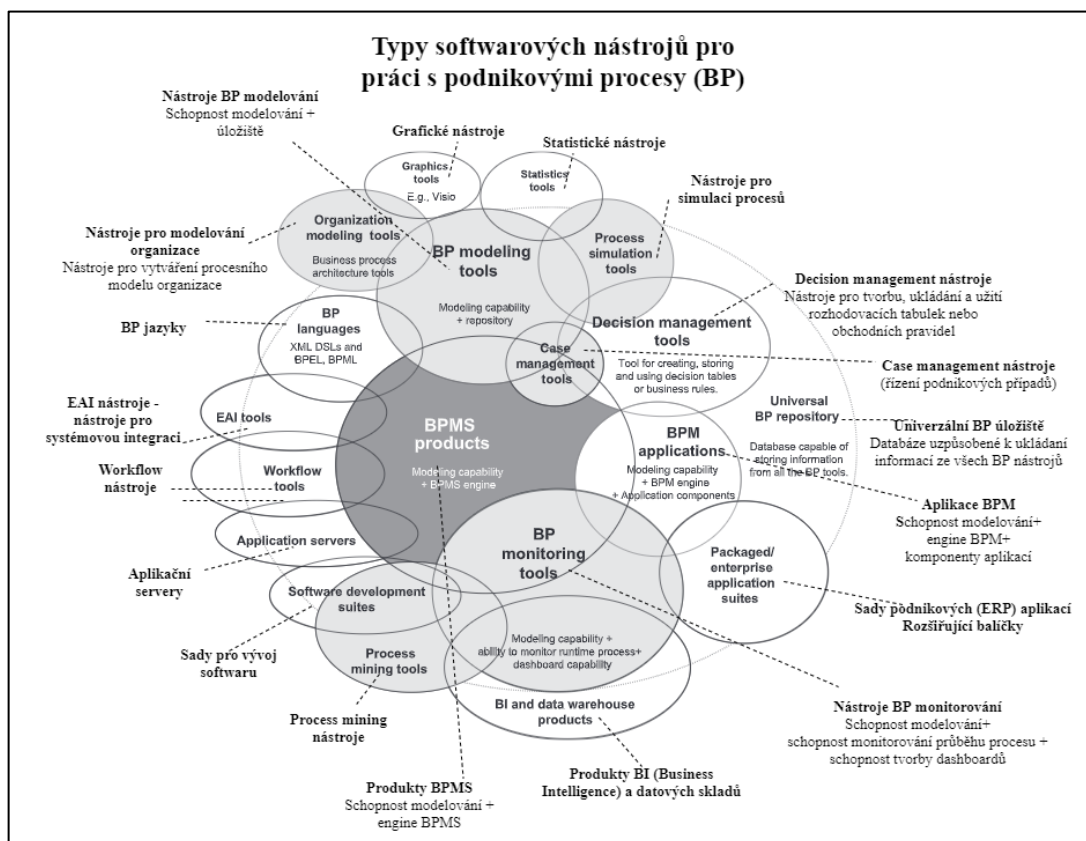 Typy softwarových nástrojů pro
práci s podnikovými procesy (BP)
Nástroje BP modelování
Schopnost modelování +
úložiště
Grafické nástroje
Statistické nástroje
Graphics
tools
E.g., Visio
Statistics
tools
Nástroje pro
simulaci procesů
Nástroje pro modelování
organizace
Nástroje pro vytváření procesního
modelu organizace
Organization
modeling tools
Business process
architecture tools
BP modeling
tools
Modeling capability
+ repository
Process
simulation
tools
Decision management nástroje
Nástroje pro tvorbu, ukládání a užití
rozhodovacích tabulek nebo
obchodních pravidel
BP jazyky
BP
languages
XML DSLs and
BPEL, BPML
Decision management
tools
Tool for creating, storing
and using decision tables
or business rules.
Case
management
tools
Case management nástroje
(řízení podnikových případů)
EAI nástroje -
nástroje pro
systémovou integraci
EAI tools
BPMS
products
Modeling capability
+ BPMS engine
BPM
applications
Modeling capability
+ BPM engine
+ Application components
Universal
BP repository
Database capable of
storing information
from all the BP tools.
Univerzální BP úložiště
Databáze uzpůsobené k ukládaní
informací ze všech BP nástrojů
Workflow
nástroje
Workflow
tools
Aplikace BPM
Schopnost modelování+
engine BPM+
komponenty aplikací
Application servers
Aplikační
servery
BP
monitoring
tools
Modeling capability +
ability to monitor runtime process+
dashboard capability
Packaged/
enterprise
application
suites
Sady podnikových (ERP) aplikací
Rozšiřující balíčky
Software development
suites
Sady pro vývoj
softwaru
Process
mining tools
Process mining
nástroje
BI and data warehouse
products
Nástroje BP monitorování
Schopnost modelování+
schopnost monitorování průběhu procesu +
schopnost tvorby dashboardů
Produkty BPMS
Schopnost modelování +
engine BPMS
Produkty BI (Business
Intelligence) a datových skladů